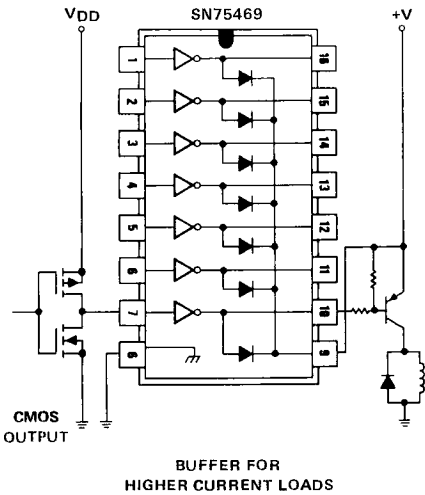 VDD SN75469 +V
1 16
2 15
3 14
4 13
5 12
6 11
7 10
8 9
CMOS
OUTPUT
BUFFER FOR
HIGHER CURRENT LOADS